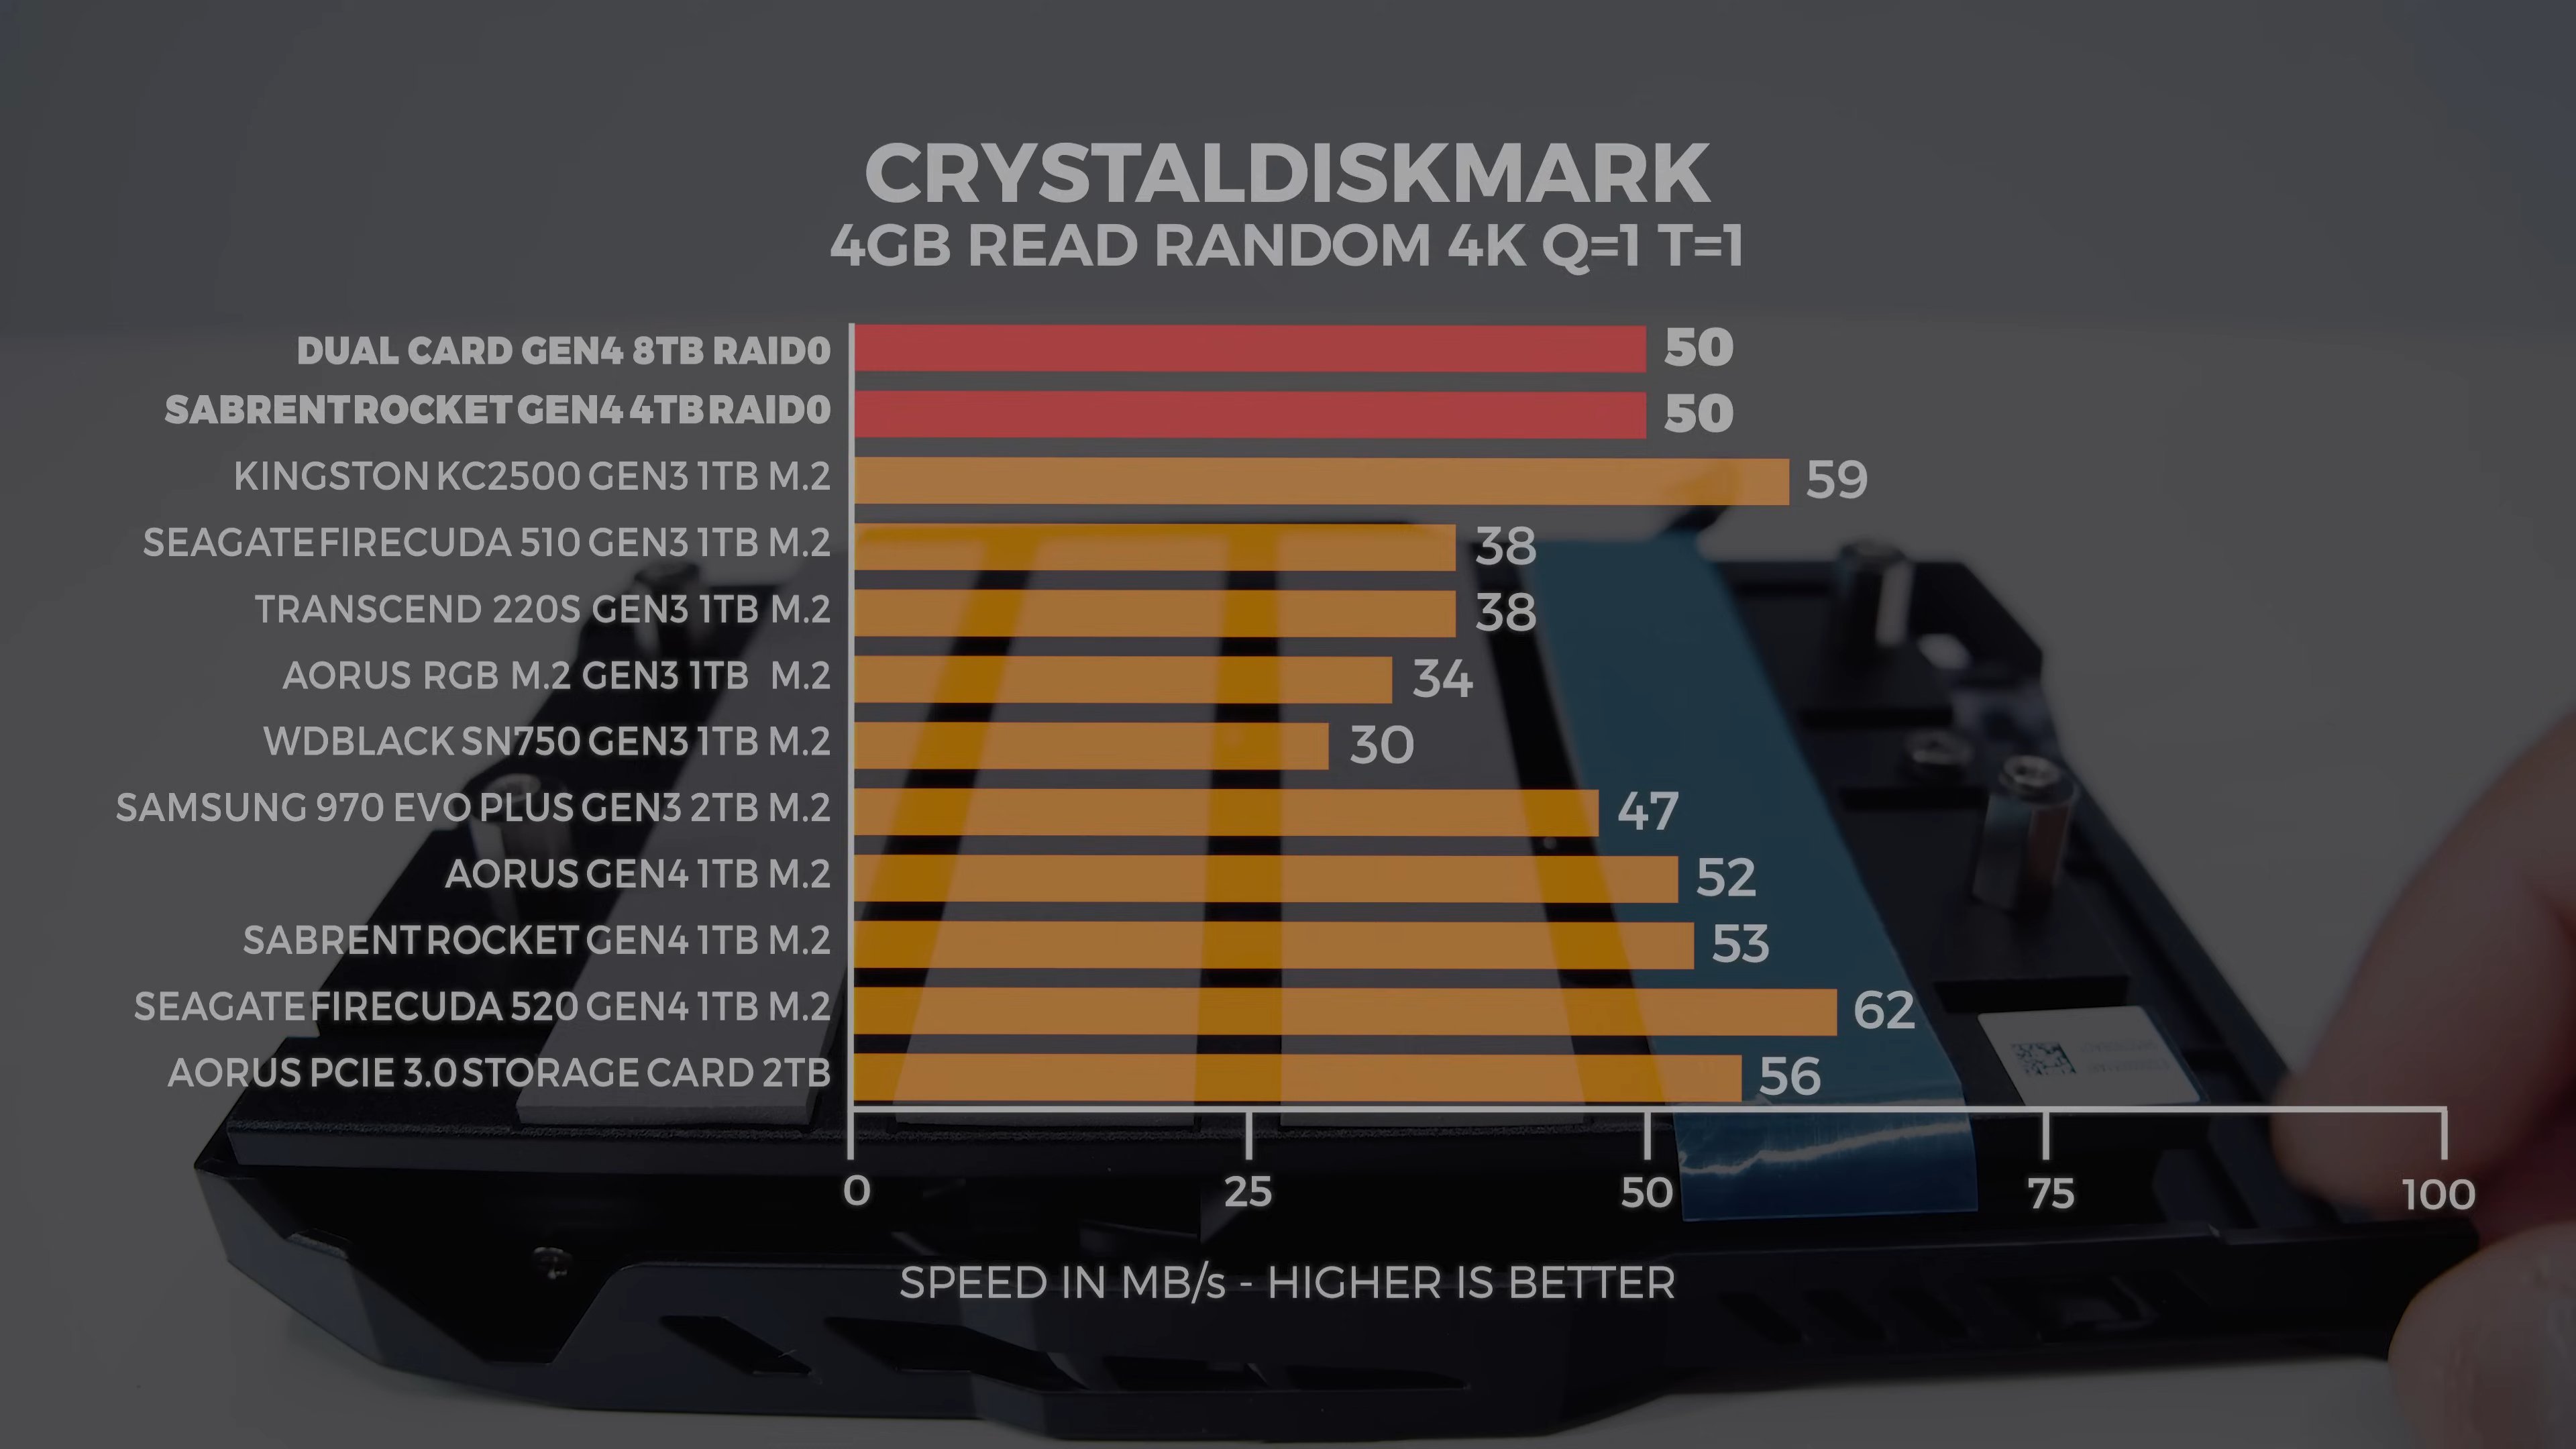 CRYSTALDISKMARK
4GB READ RANDOM 4K Q=1 T=1
DUAL CARD GEN4 8TB RAID0 50
SABRENT ROCKET GEN4 4TB RAID0 50
KINGSTON KC2500 GEN3 1TB M.2 59
SEAGATE FIRECUDA 510 GEN3 1TB M.2 38
TRANSCEND 220S GEN3 1TB M.2 38
AORUS RGB M.2 GEN3 1TB M.2 34
WDBLACK SN750 GEN3 1TB M.2 30
SAMSUNG 970 EVO PLUS GEN3 2TB M.2 47
AORUS GEN4 1TB M.2 52
SABRENT ROCKET GEN4 1TB M.2 53
SEAGATE FIRECUDA 520 GEN4 1TB M.2 62
AORUS PCIE 3.0 STORAGE CARD 2TB 56
0 25 50 75 100
SPEED IN MB/s - HIGHER IS BETTER